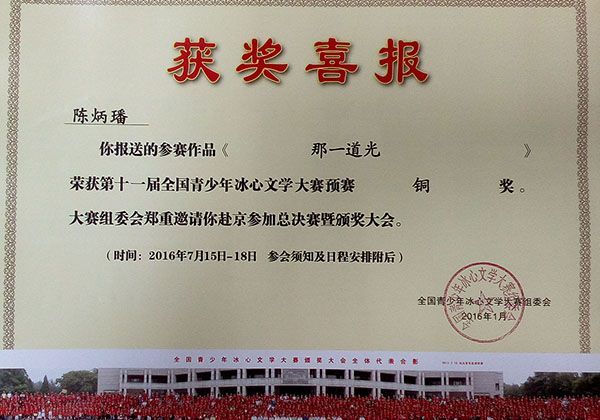 获奖喜报
陈炳璠
你报送的参赛作品《 那一道光 》
荣获第十一届全国青少年冰心文学大赛预赛 铜 奖。
大赛组委会郑重邀请你赴京参加总决赛暨颁奖大会。
（时间：2016年7月15日-18日 参会须知及日程安排附后）
全国青少年冰心文学大赛组委会
2016年1月
全国青少年冰心文学大赛颁奖大会全体代表合影